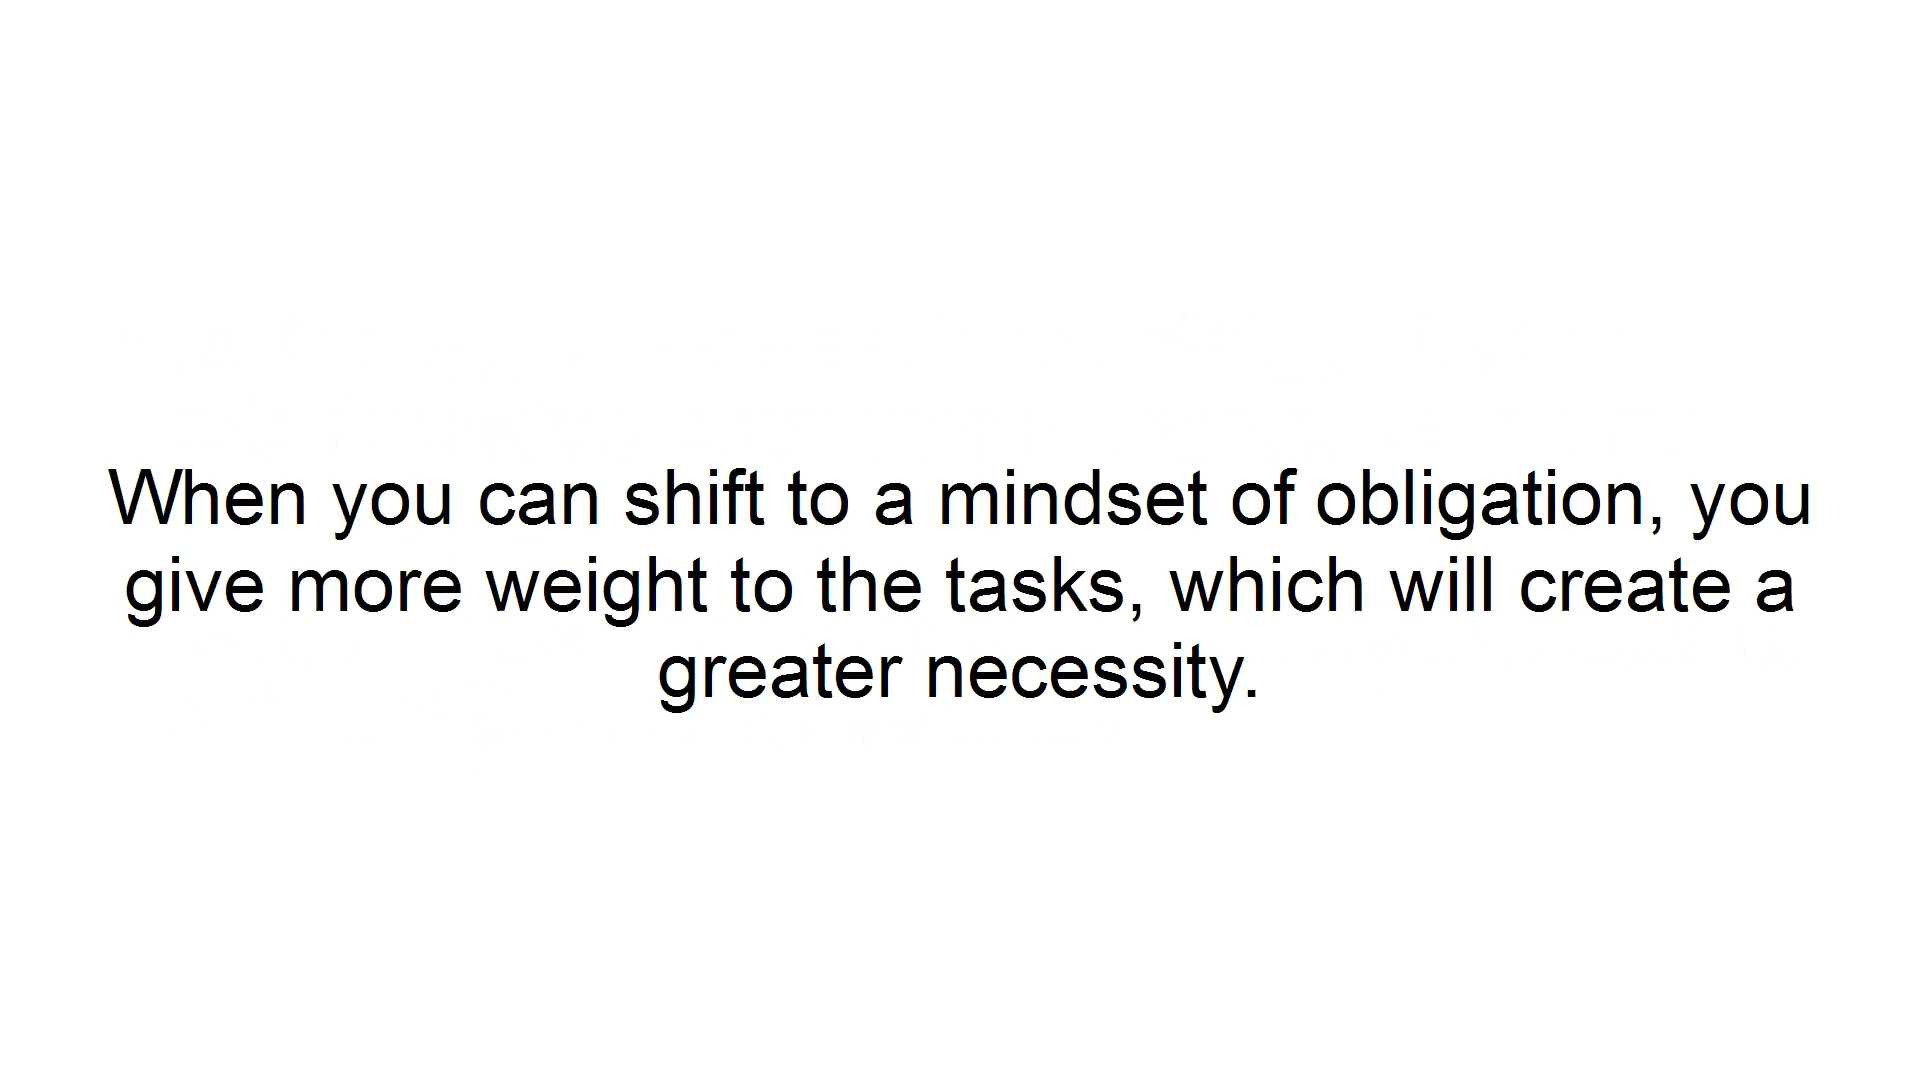 When you can shift to a mindset of obligation, you
give more weight to the tasks, which will create a
greater necessity.